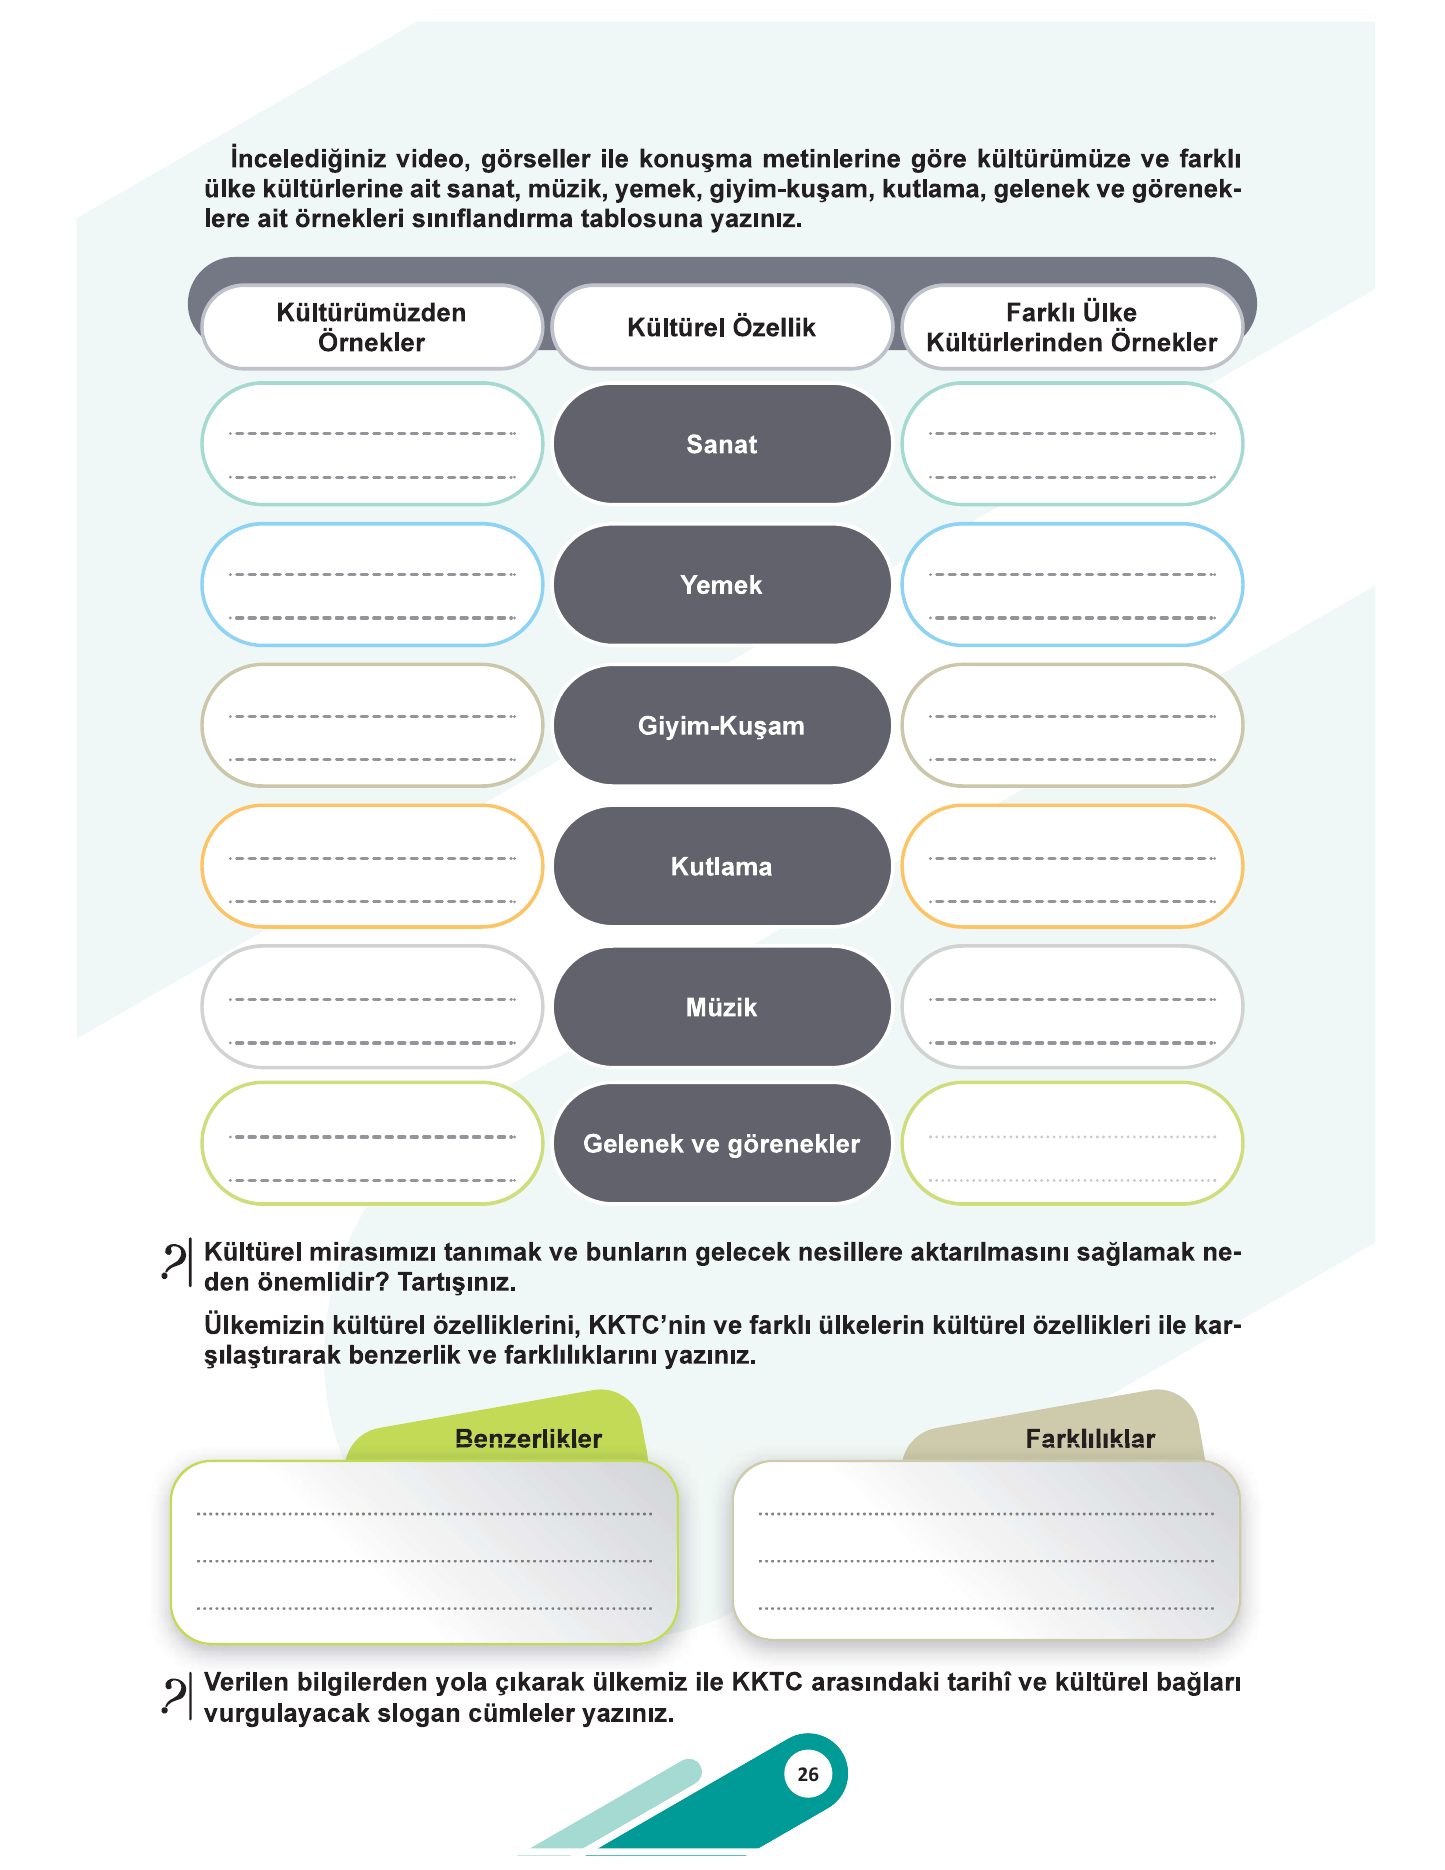 İncelediğiniz video, görseller ile konuşma metinlerine göre kültürümüze ve farklı
ülke kültürlerine ait sanat, müzik, yemek, giyim-kuşam, kutlama, gelenek ve görenek-
lere ait örnekleri sınıflandırma tablosuna yazınız.
Kültürümüzden
Örnekler
Kültürel Özellik
Farklı Ülke
Kültürlerinden Örnekler
Sanat
Yemek
Giyim-Kuşam
Kutlama
Müzik
Gelenek ve görenekler
? Kültürel mirasımızı tanımak ve bunların gelecek nesillere aktarılmasını sağlamak ne-
den önemlidir? Tartışınız.
Ülkemizin kültürel özelliklerini, KKTC’nin ve farklı ülkelerin kültürel özellikleri ile kar-
şılaştırarak benzerlik ve farklılıklarını yazınız.
Benzerlikler
Farklılıklar
? Verilen bilgilerden yola çıkarak ülkemiz ile KKTC arasındaki tarihî ve kültürel bağları
vurgulayacak slogan cümleler yazınız.
26